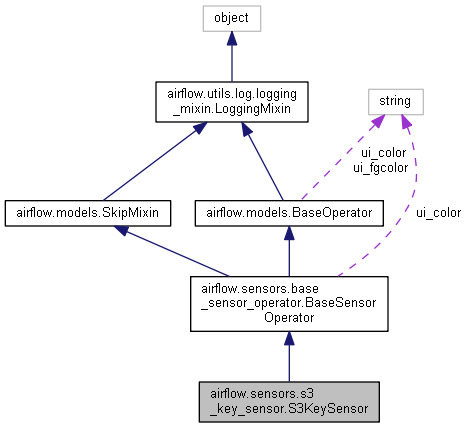 object
airflow.utils.log.logging
_mixin.LoggingMixin
string
ui_color
ui_fgcolor
airflow.models.SkipMixin
airflow.models.BaseOperator
ui_color
airflow.sensors.base
_sensor_operator.BaseSensor
Operator
airflow.sensors.s3
_key_sensor.S3KeySensor